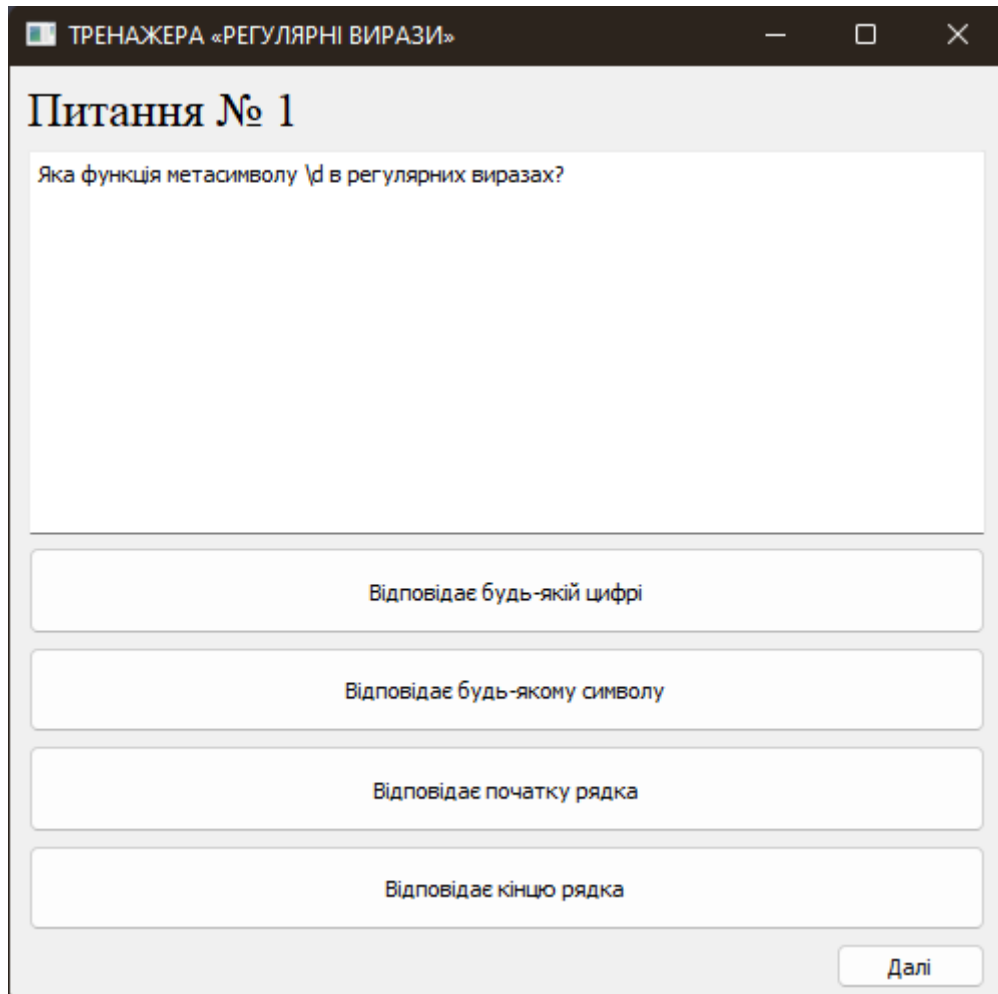 ТРЕНАЖЕРА «РЕГУЛЯРНІ ВИРАЗИ»
Питання № 1
Яка функція метасимволу \d в регулярних виразах?
Відповідає будь-якій цифрі
Відповідає будь-якому символу
Відповідає початку рядка
Відповідає кінцю рядка
Далі